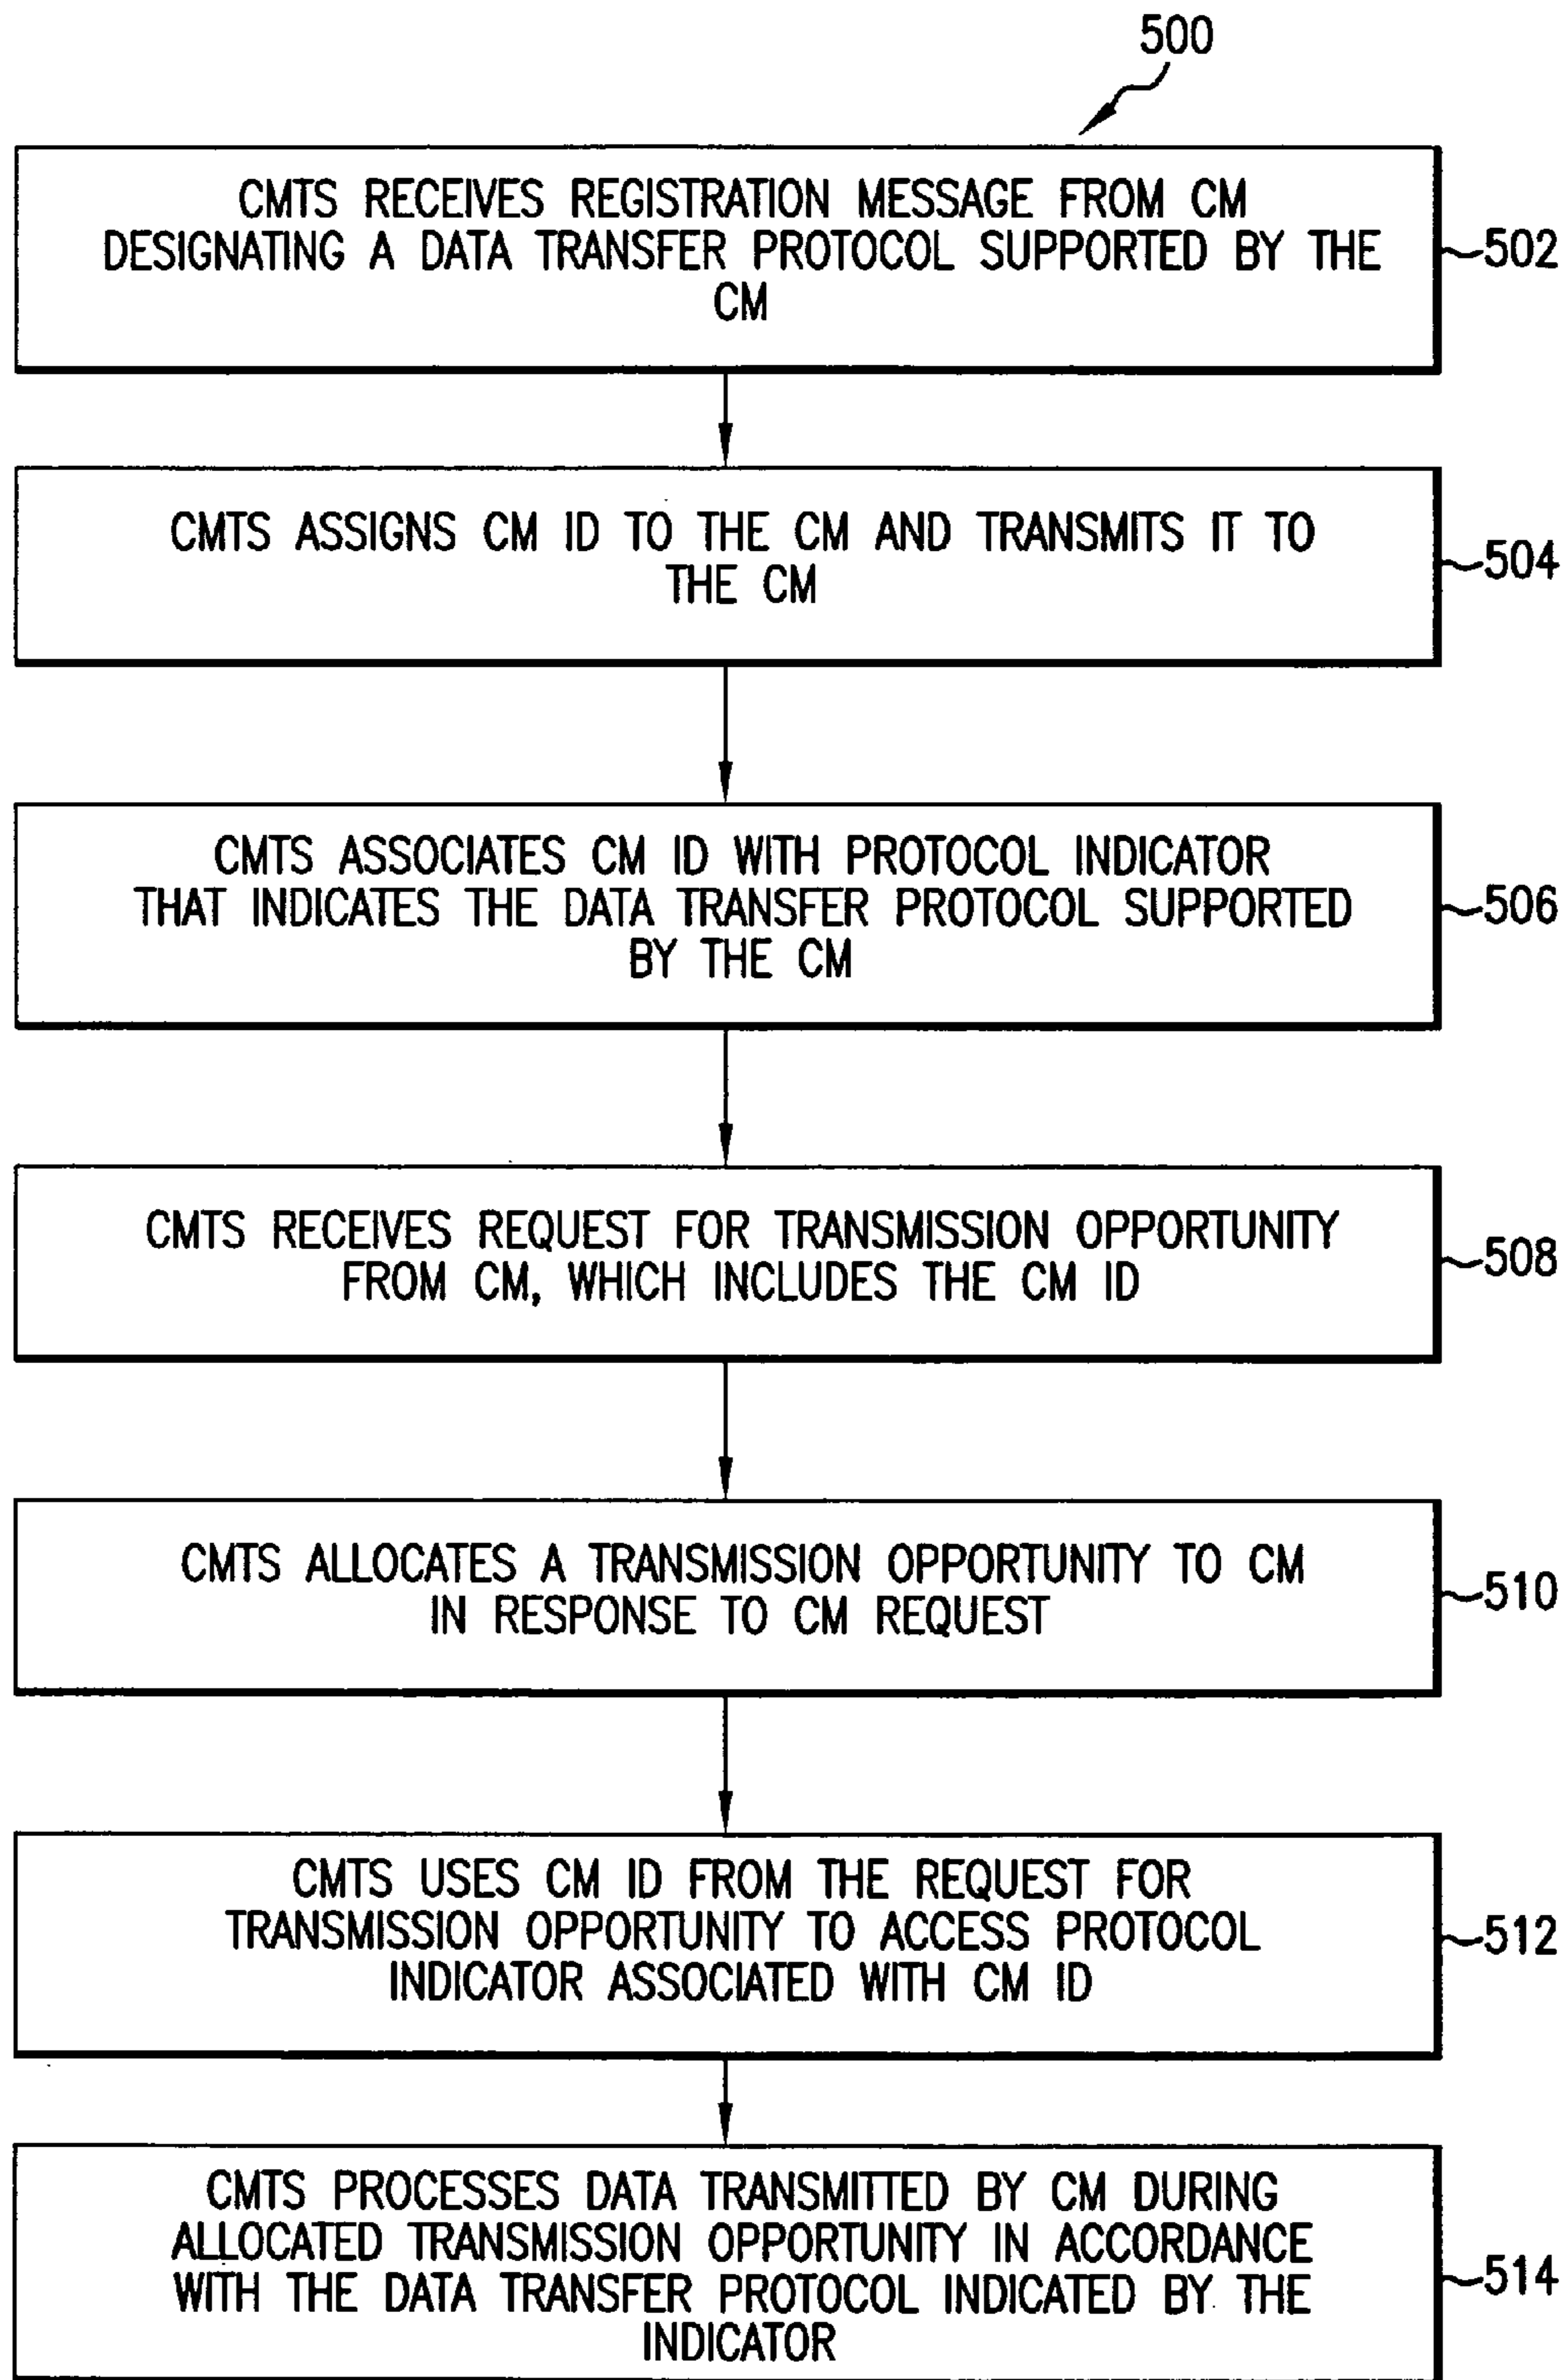 500
CMTS RECEIVES REGISTRATION MESSAGE FROM CM
DESIGNATING A DATA TRANSFER PROTOCOL SUPPORTED BY THE
CM
502
CMTS ASSIGNS CM ID TO THE CM AND TRANSMITS IT TO
THE CM
504
CMTS ASSOCIATES CM ID WITH PROTOCOL INDICATOR
THAT INDICATES THE DATA TRANSFER PROTOCOL SUPPORTED
BY THE CM
506
CMTS RECEIVES REQUEST FOR TRANSMISSION OPPORTUNITY
FROM CM, WHICH INCLUDES THE CM ID
508
CMTS ALLOCATES A TRANSMISSION OPPORTUNITY TO CM
IN RESPONSE TO CM REQUEST
510
CMTS USES CM ID FROM THE REQUEST FOR
TRANSMISSION OPPORTUNITY TO ACCESS PROTOCOL
INDICATOR ASSOCIATED WITH CM ID
512
CMTS PROCESSES DATA TRANSMITTED BY CM DURING
ALLOCATED TRANSMISSION OPPORTUNITY IN ACCORDANCE
WITH THE DATA TRANSFER PROTOCOL INDICATED BY THE
INDICATOR
514